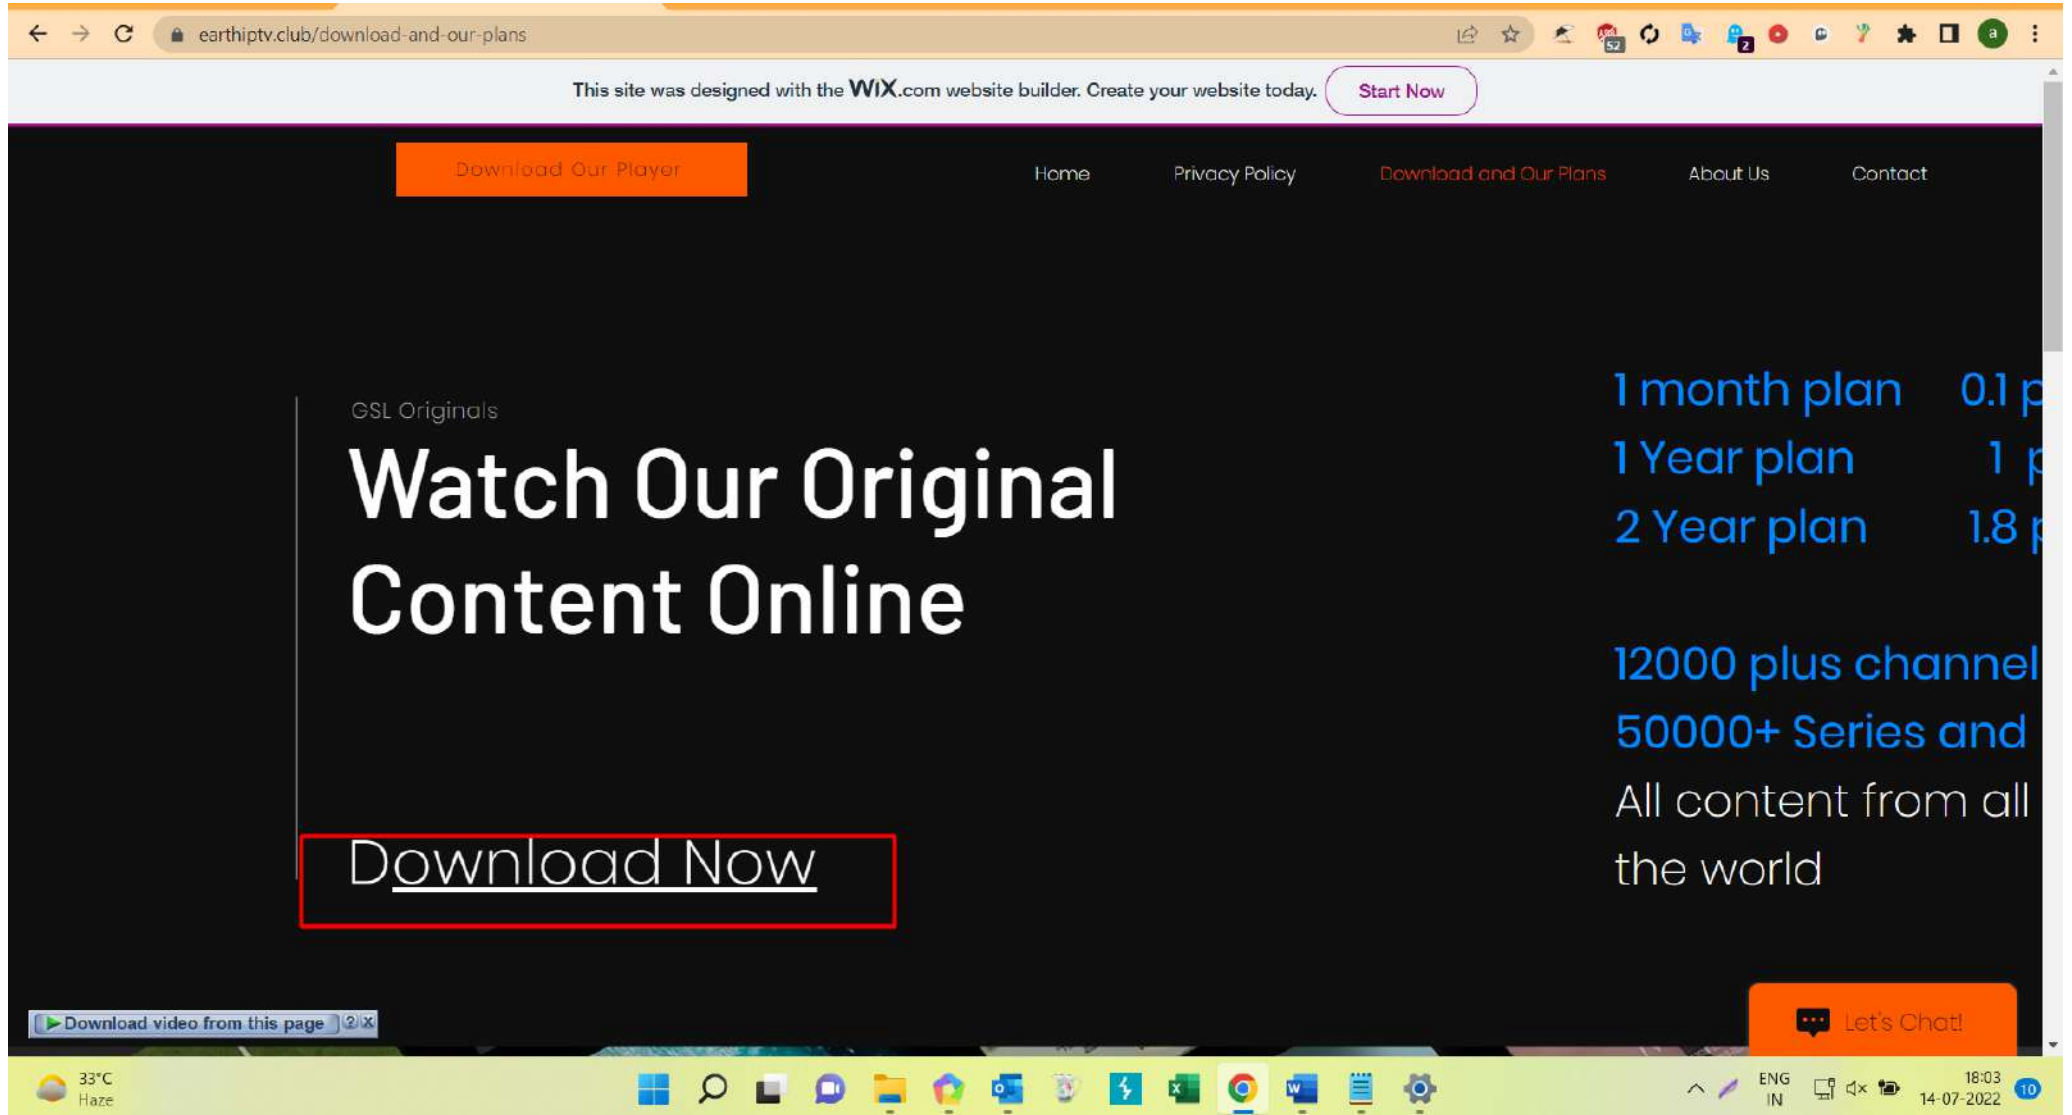 earthiptv.club/download-and-our-plans
52
2
a
This site was designed with the WiX.com website builder. Create your website today. Start Now
Download Our Player
Home Privacy Policy Download and Our Plans About Us Contact
GSL Originals
Watch Our Original
Content Online
Download Now
1 month plan 0.1 p
1 Year plan 1 p
2 Year plan 1.8 p
12000 plus channel
50000+ Series and
All content from all
the world
Download video from this page ? x
Let's Chat!
33°C
Haze
ENG
IN
18:03
14-07-2022
10